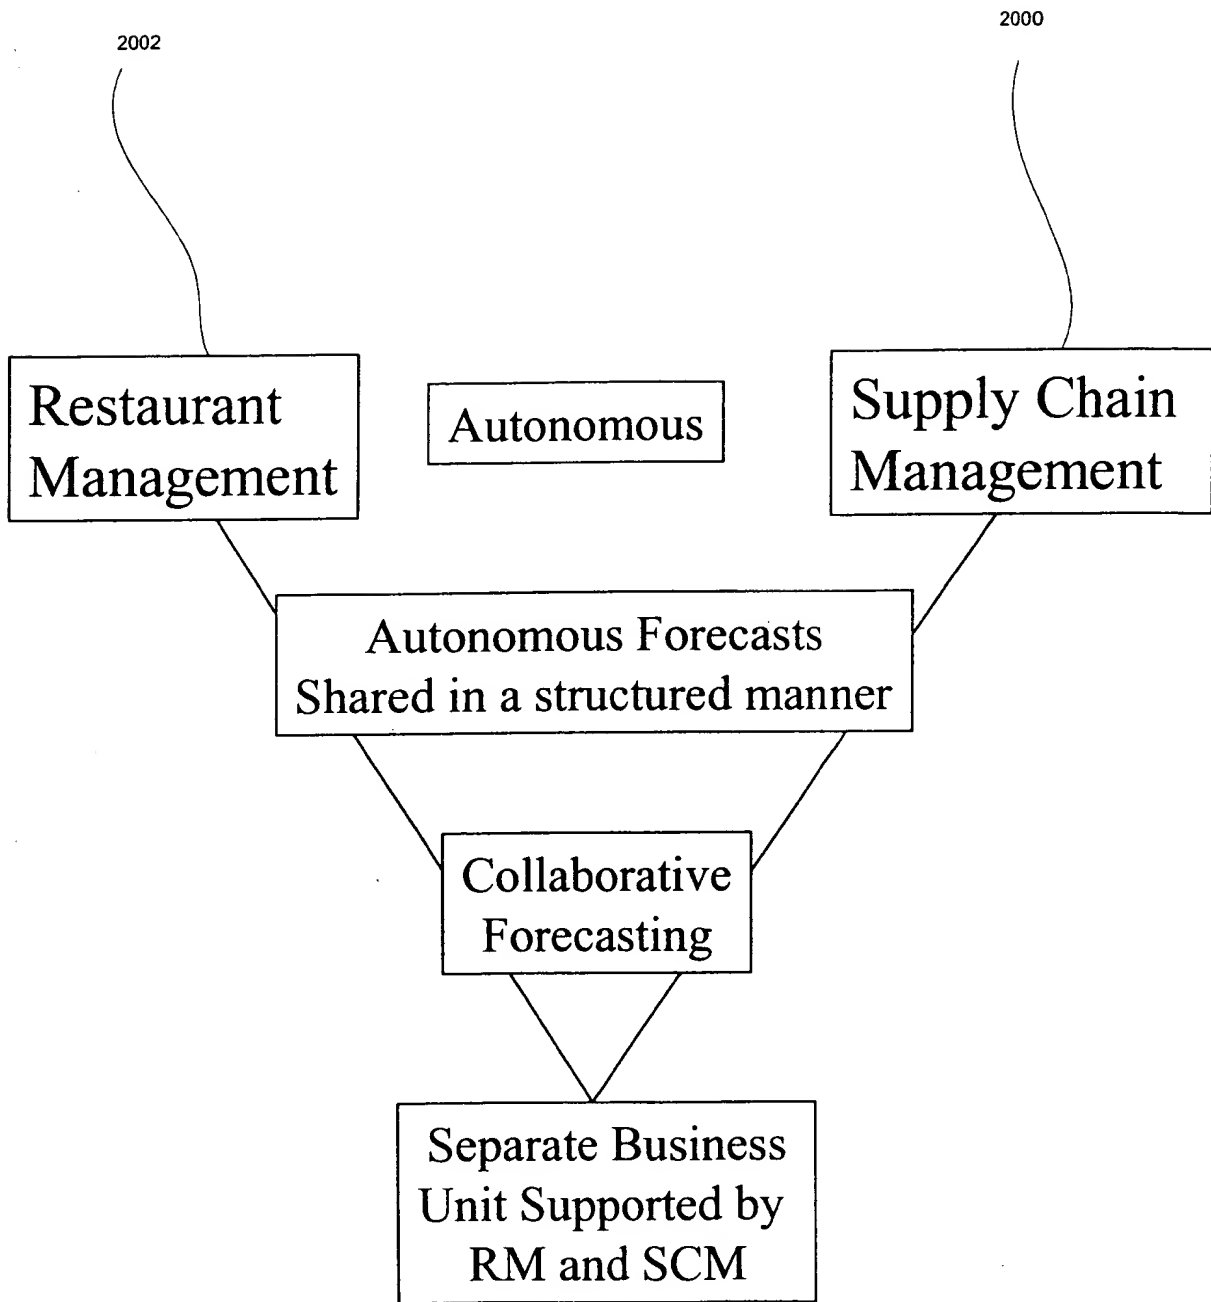 2002
2000
Restaurant
Management
Autonomous
Supply Chain
Management
Autonomous Forecasts
Shared in a structured manner
Collaborative
Forecasting
Separate Business
Unit Supported by
RM and SCM